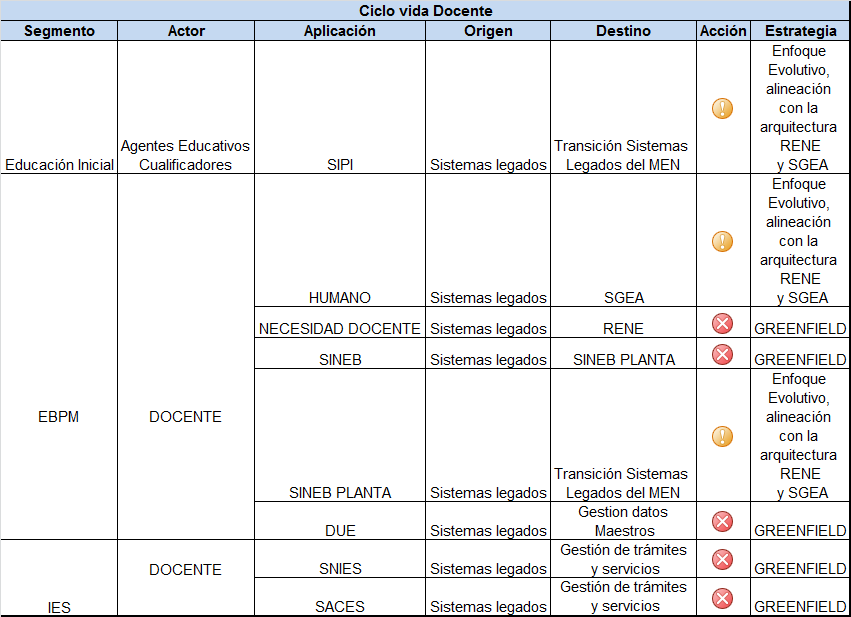 Ciclo vida Docente
Segmento Actor Aplicación Origen Destino Acción Estrategia
Educación Inicial
Agentes Educativos
Cualificadores
SIPI
Sistemas legados
Transición Sistemas
Legados del MEN
Enfoque
Evolutivo,
alineación
con la
arquitectura
RENE
y SGEA
EBPM
DOCENTE
HUMANO
Sistemas legados
SGEA
Enfoque
Evolutivo,
alineación
con la
arquitectura
RENE
y SGEA
NECESIDAD DOCENTE Sistemas legados RENE GREENFIELD
SINEB Sistemas legados SINEB PLANTA GREENFIELD
SINEB PLANTA
Sistemas legados
Transición Sistemas
Legados del MEN
Enfoque
Evolutivo,
alineación
con la
arquitectura
RENE
y SGEA
DUE
Sistemas legados
Gestion datos
Maestros
GREENFIELD
IES
DOCENTE
SNIES
Sistemas legados
Gestión de trámites
y servicios
GREENFIELD
SACES
Sistemas legados
Gestión de trámites
y servicios
GREENFIELD